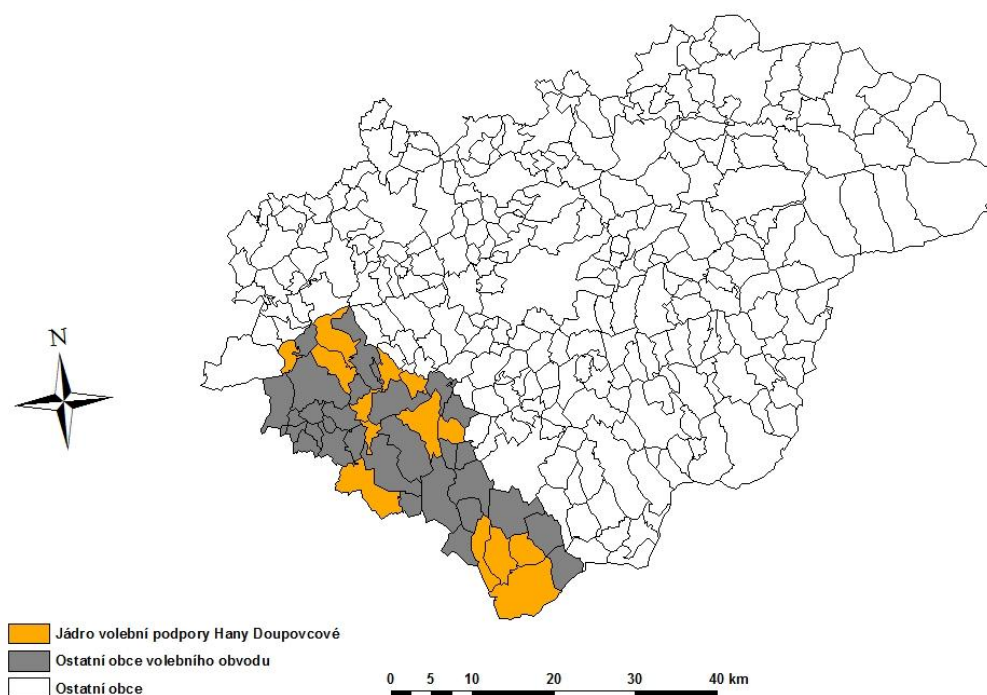 N
Jádro volební podpory Hany Doupovcové
Ostatní obce volebního obvodu
Ostatní obce
0 5 10 20 30 40 km